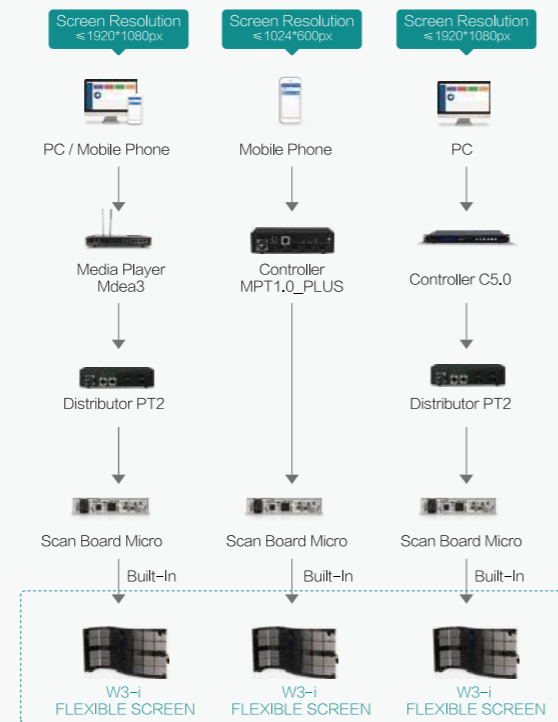 Screen Resolution
≤1920*1080px
Screen Resolution
≤1024*600px
Screen Resolution
≤1920*1080px
PC / Mobile Phone
Mobile Phone
PC
Media Player
Mdea3
Controller
MPT1.0_PLUS
Controller C5.0
Distributor PT2
Distributor PT2
Scan Board Micro
Scan Board Micro
Scan Board Micro
Built-In
Built-In
Built-In
W3-i
FLEXIBLE SCREEN
W3-i
FLEXIBLE SCREEN
W3-i
FLEXIBLE SCREEN